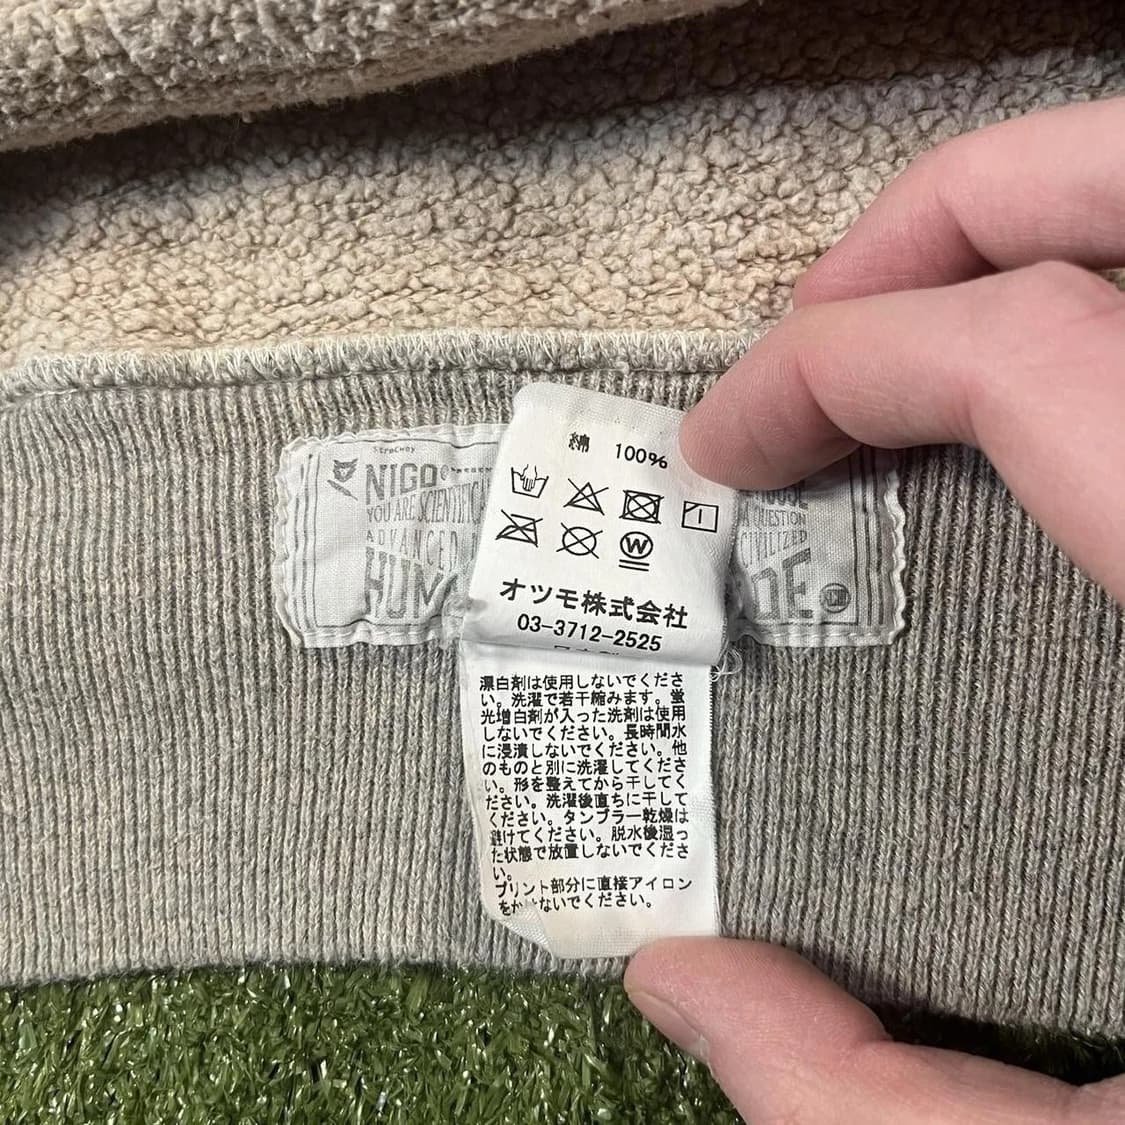 Streetway
NIGO®
YOU ARE SCIENTIFIC
A QUESTION
ADVANCED
CIVILIZED
HUM
DE
綿 100%
W
オツモ株式会社
03-3712-2525
漂白剤は使用しないでくださ
い。洗濯で若干縮みます。蛍
光増白剤が入った洗剤は使用
しないでください。長時間水
に浸漬しないでください。他
のものと別に洗濯してくださ
い。形を整えてから干してく
ださい。洗濯後直ちに干して
ください。タンブラー乾燥は
避けてください。脱水後湿っ
た状態で放置しないでくださ
い。
プリント部分に直接アイロン
をかけないでください。